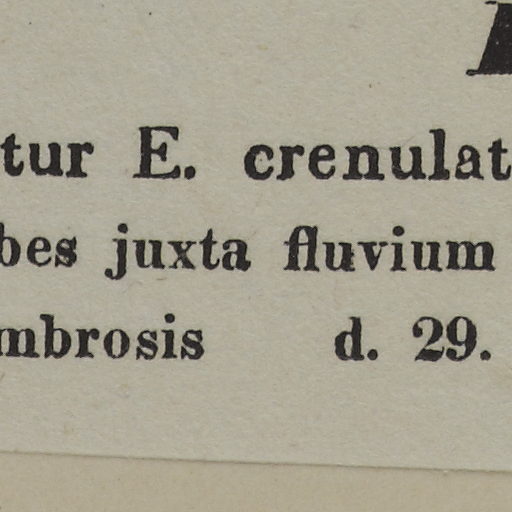 tur E. crenulat
bes juxta fluvium
mbrosis d. 29.